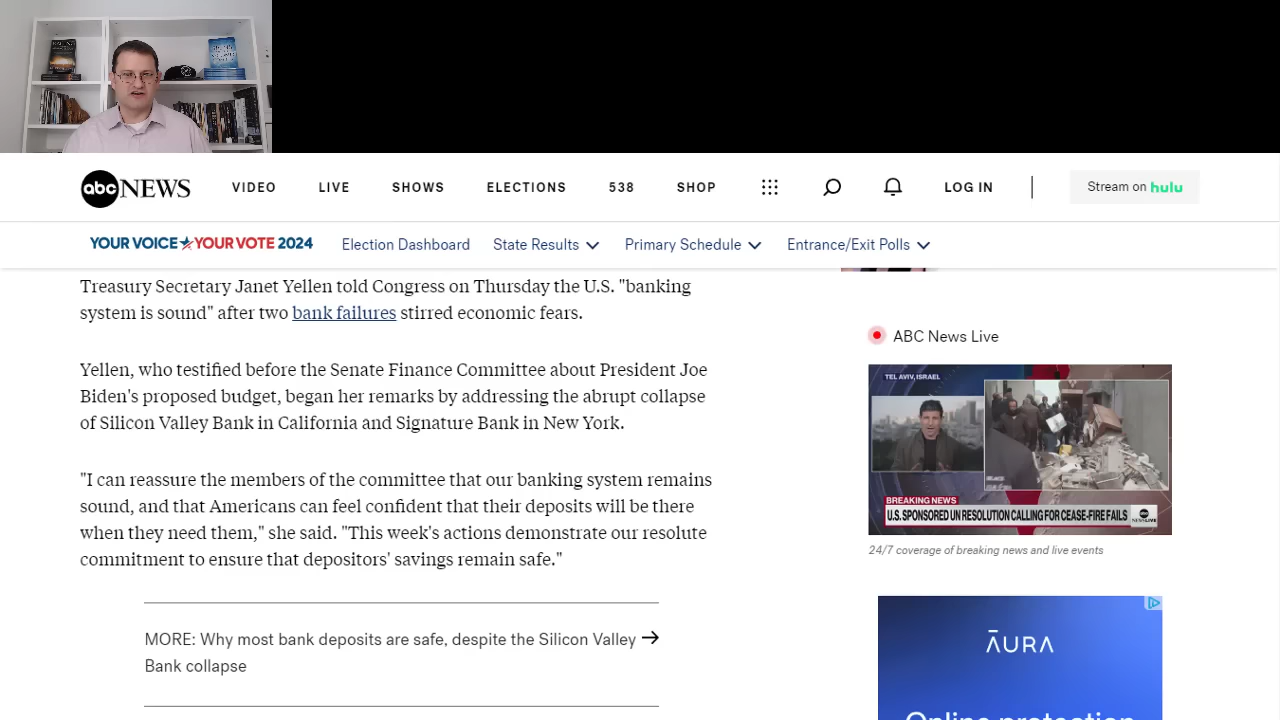 abc NEWS
VIDEO
LIVE
SHOWS
ELECTIONS
538
SHOP
LOG IN
Stream on hulu
YOUR VOICE YOUR VOTE 2024
Election Dashboard
State Results
Primary Schedule
Entrance/Exit Polls
Treasury Secretary Janet Yellen told Congress on Thursday the U.S. "banking
system is sound" after two bank failures stirred economic fears.
Yellen, who testified before the Senate Finance Committee about President Joe
Biden's proposed budget, began her remarks by addressing the abrupt collapse
of Silicon Valley Bank in California and Signature Bank in New York.
"I can reassure the members of the committee that our banking system remains
sound, and that Americans can feel confident that their deposits will be there
when they need them," she said. "This week's actions demonstrate our resolute
commitment to ensure that depositors' savings remain safe."
MORE: Why most bank deposits are safe, despite the Silicon Valley
Bank collapse
ABC News Live
TEL AVIV, ISRAEL
BREAKING NEWS
U.S. SPONSORED UN RESOLUTION CALLING FOR CEASE-FIRE FAILS
24/7 coverage of breaking news and live events
ĀURA
Online protection